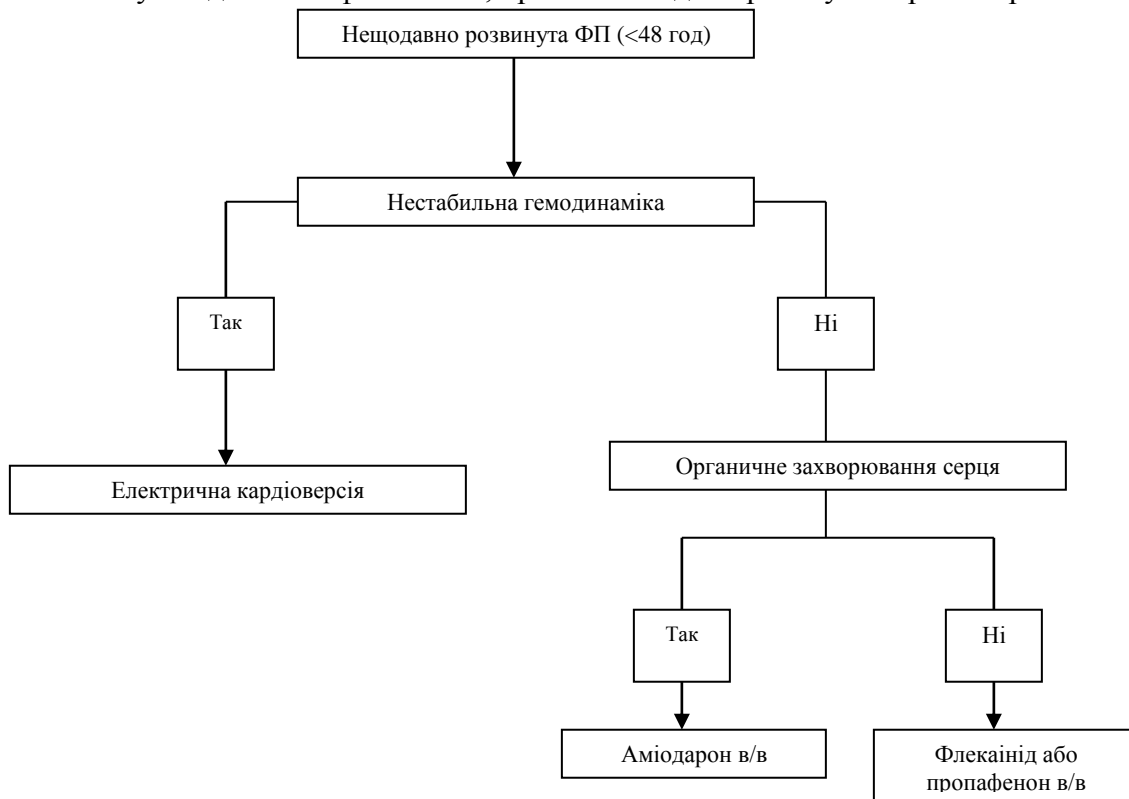 Нещодавно розвинута ФП (<48 год)
Нестабильна гемодинаміка
Так
Ні
Електрична кардіоверсія
Органичне захворювання серця
Так
Ні
Аміодарон в/в
Флекаінід або
пропафенон в/в